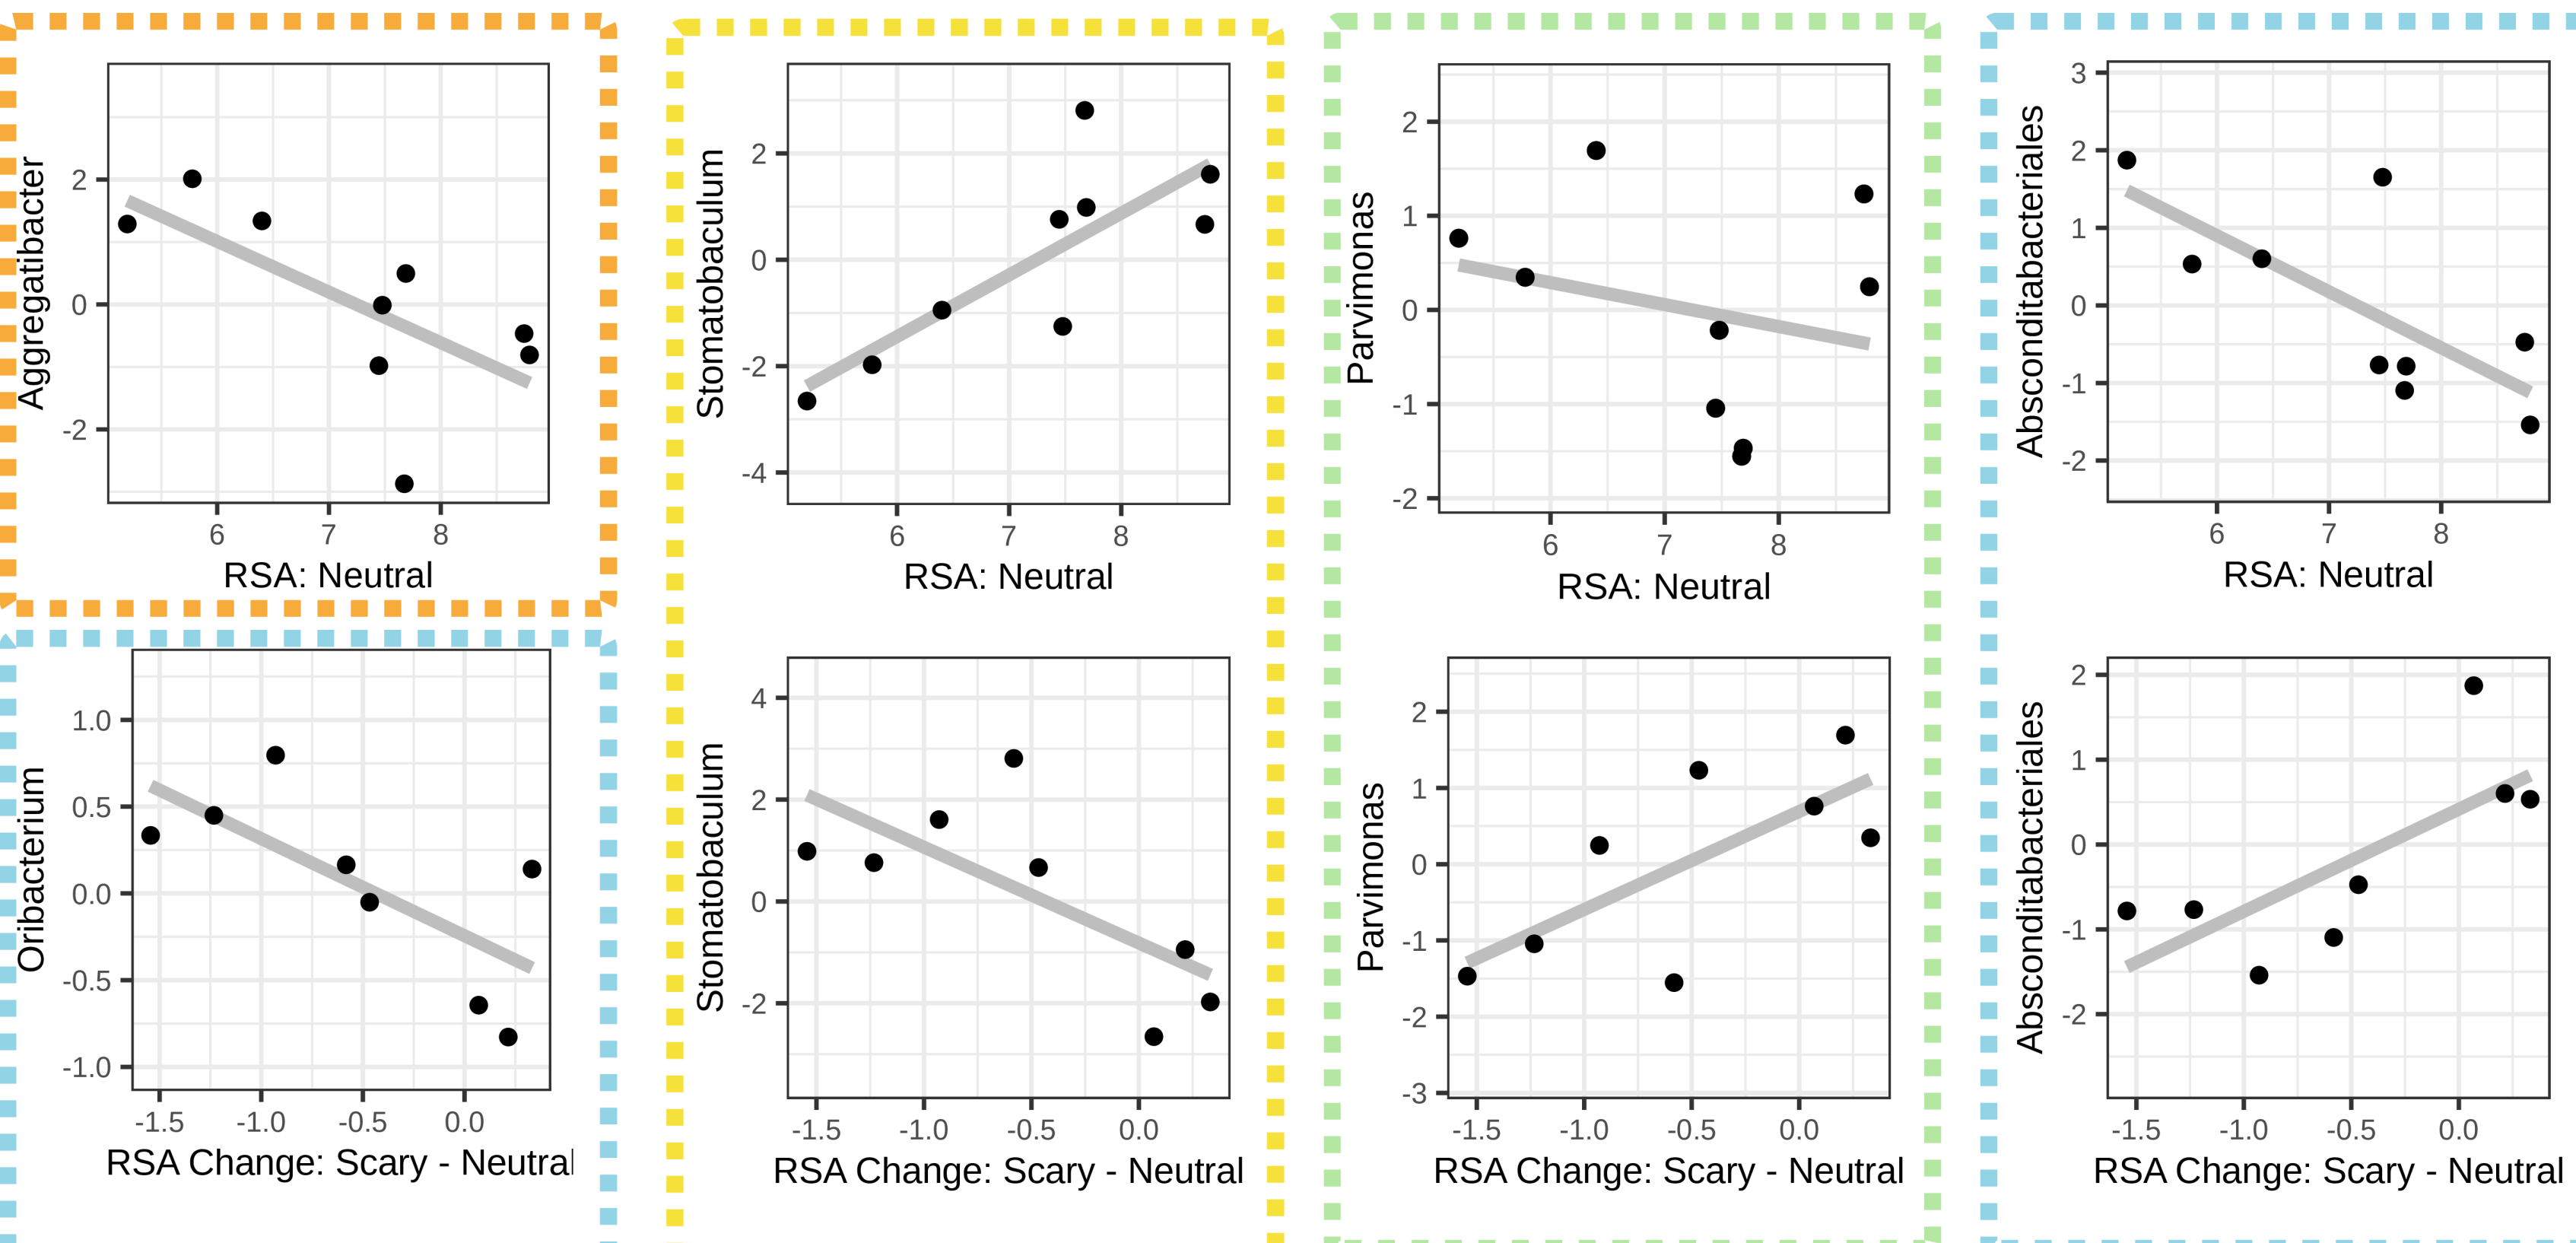 Aggregatibacter
2
0
-2
6 7 8
RSA: Neutral
Stomatobaculum
2
0
-2
-4
6 7 8
RSA: Neutral
Parvimonas
2
1
0
-1
-2
6 7 8
RSA: Neutral
Absconditabacteriales
3
2
1
0
-1
-2
6 7 8
RSA: Neutral
Oribacterium
1.0
0.5
0.0
-0.5
-1.0
-1.5 -1.0 -0.5 0.0
RSA Change: Scary - Neutral
Stomatobaculum
4
2
0
-2
-1.5 -1.0 -0.5 0.0
RSA Change: Scary - Neutral
Parvimonas
2
1
0
-1
-2
-3
-1.5 -1.0 -0.5 0.0
RSA Change: Scary - Neutral
Absconditabacteriales
2
1
0
-1
-2
-1.5 -1.0 -0.5 0.0
RSA Change: Scary - Neutral